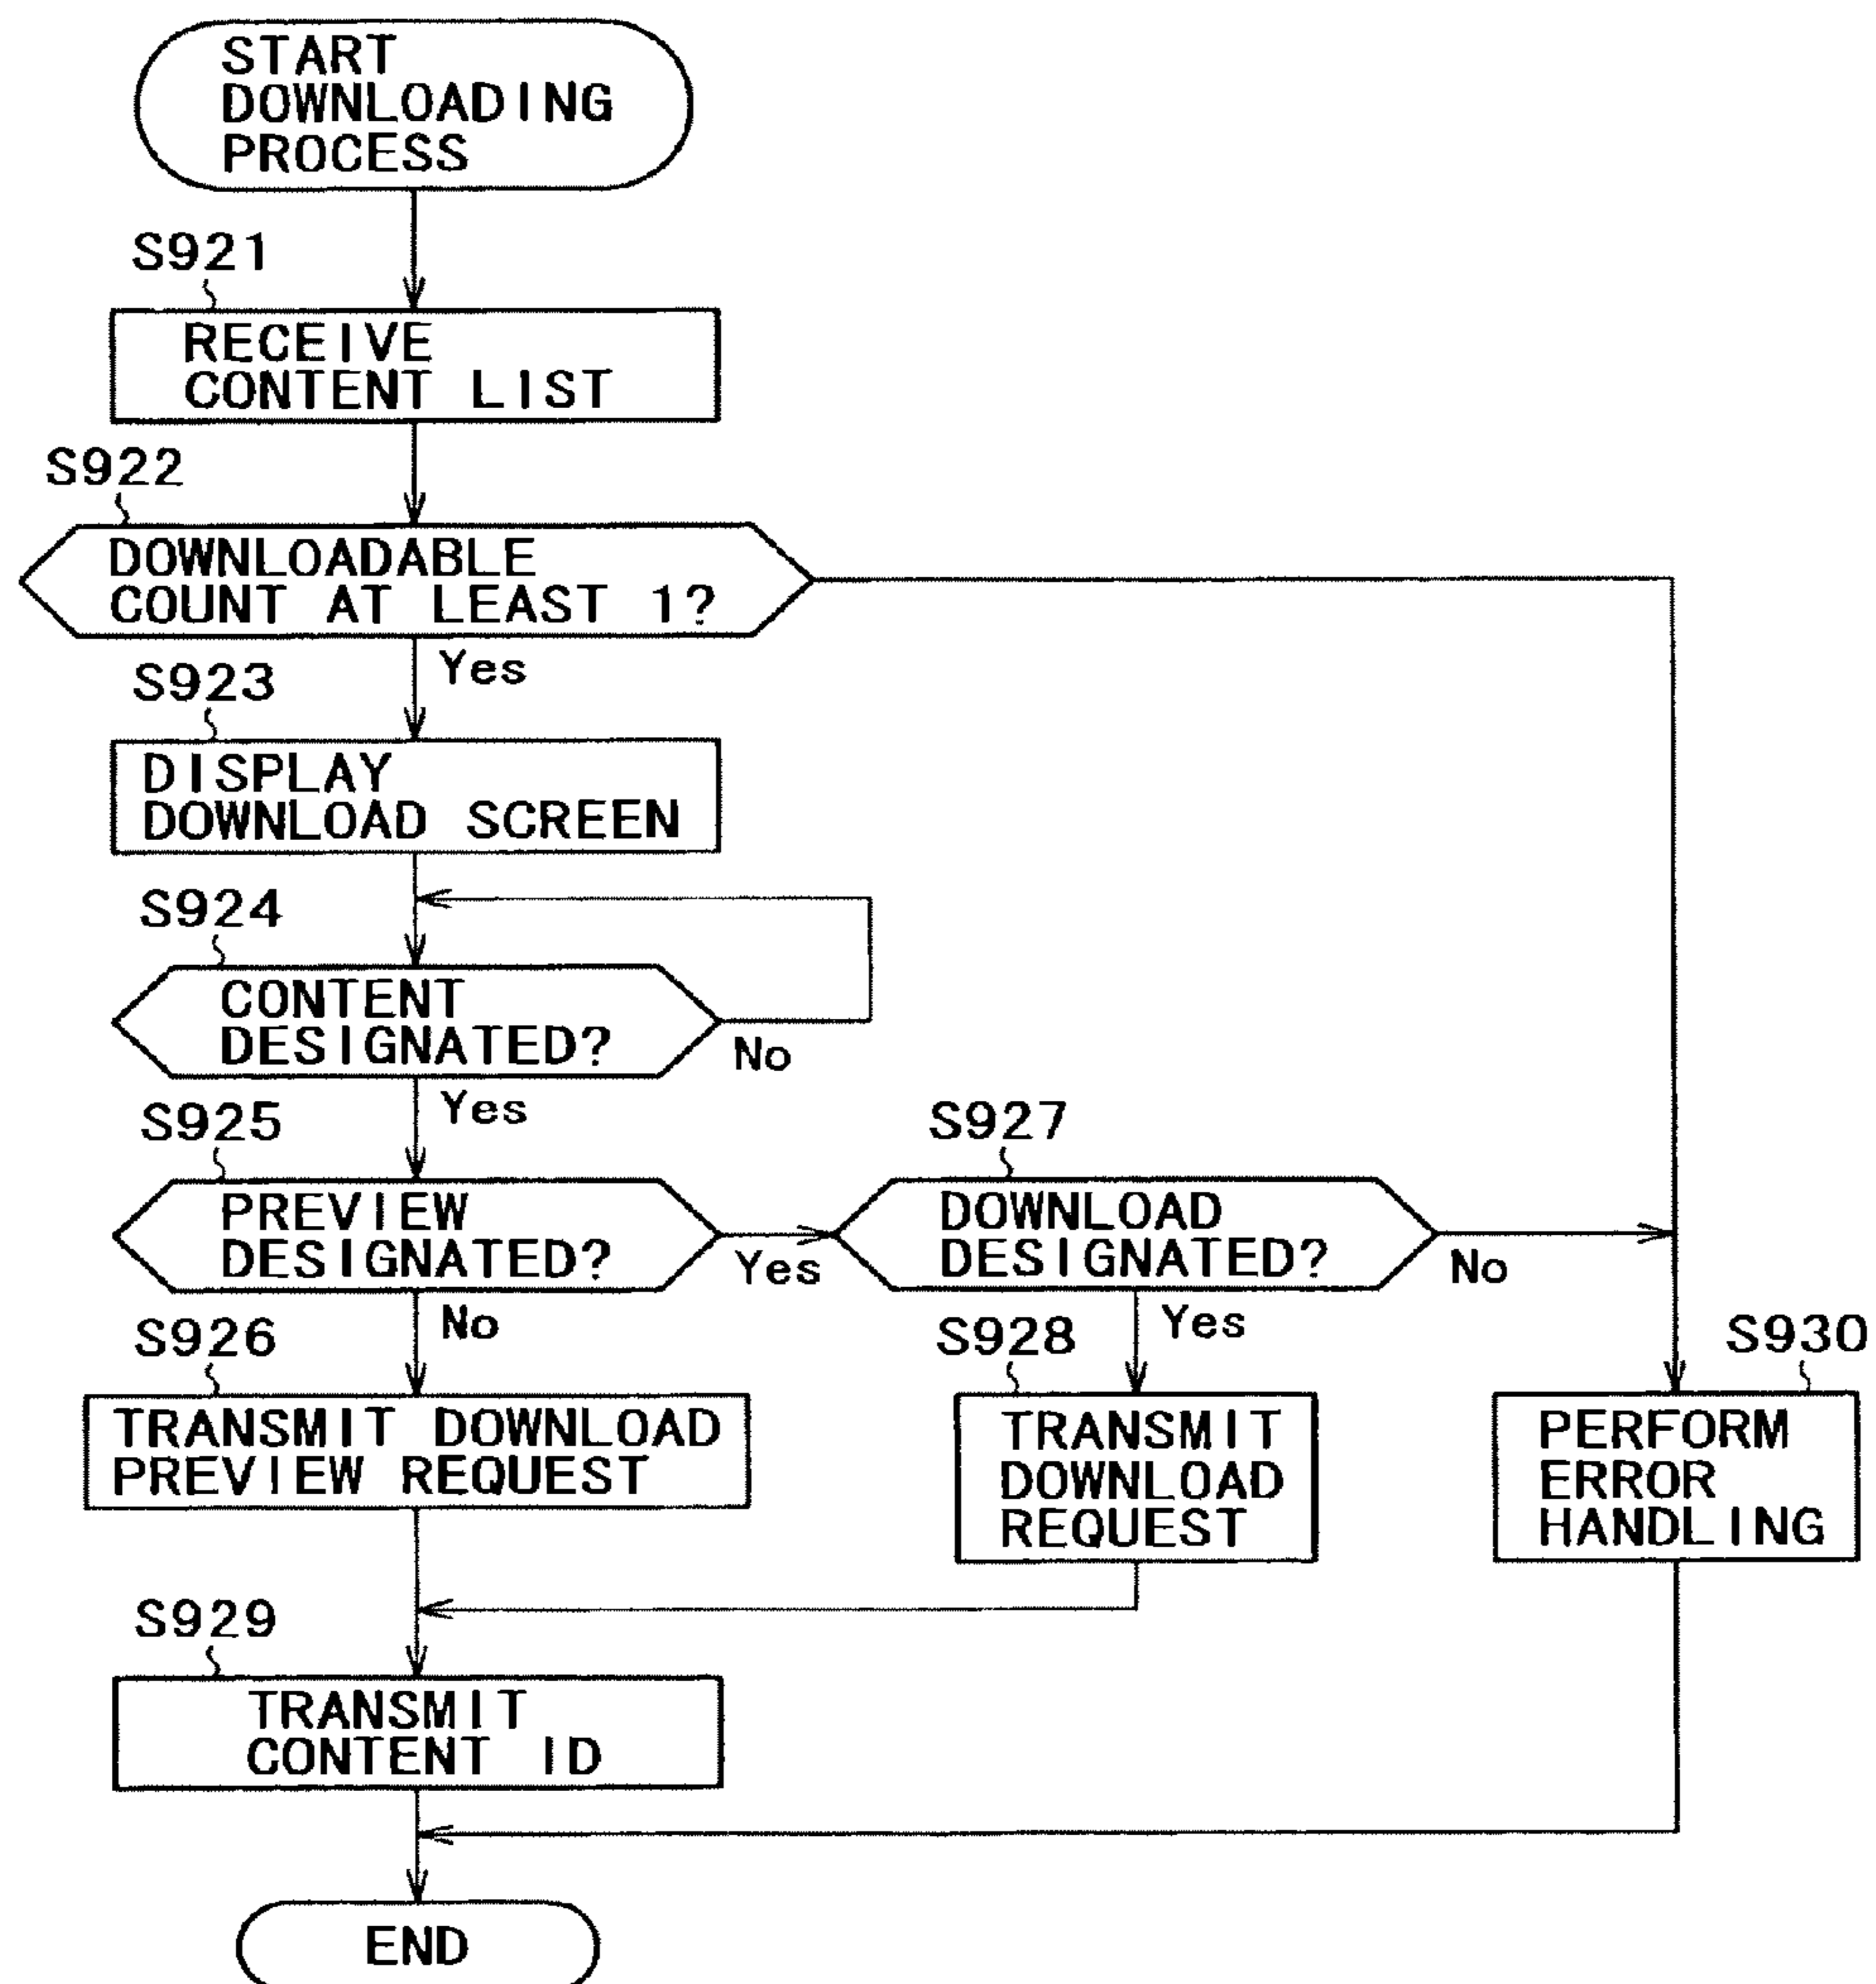 START
DOWNLOADING
PROCESS
S921
RECEIVE
CONTENT LIST
S922
DOWNLOADABLE
COUNT AT LEAST 1?
Yes
S923
DISPLAY
DOWNLOAD SCREEN
S924
CONTENT
DESIGNATED?
No
Yes
S925
PREVIEW
DESIGNATED?
Yes
No
S927
DOWNLOAD
DESIGNATED?
No
Yes
S926
TRANSMIT DOWNLOAD
PREVIEW REQUEST
S928
TRANSMIT
DOWNLOAD
REQUEST
S930
PERFORM
ERROR
HANDLING
S929
TRANSMIT
CONTENT ID
END